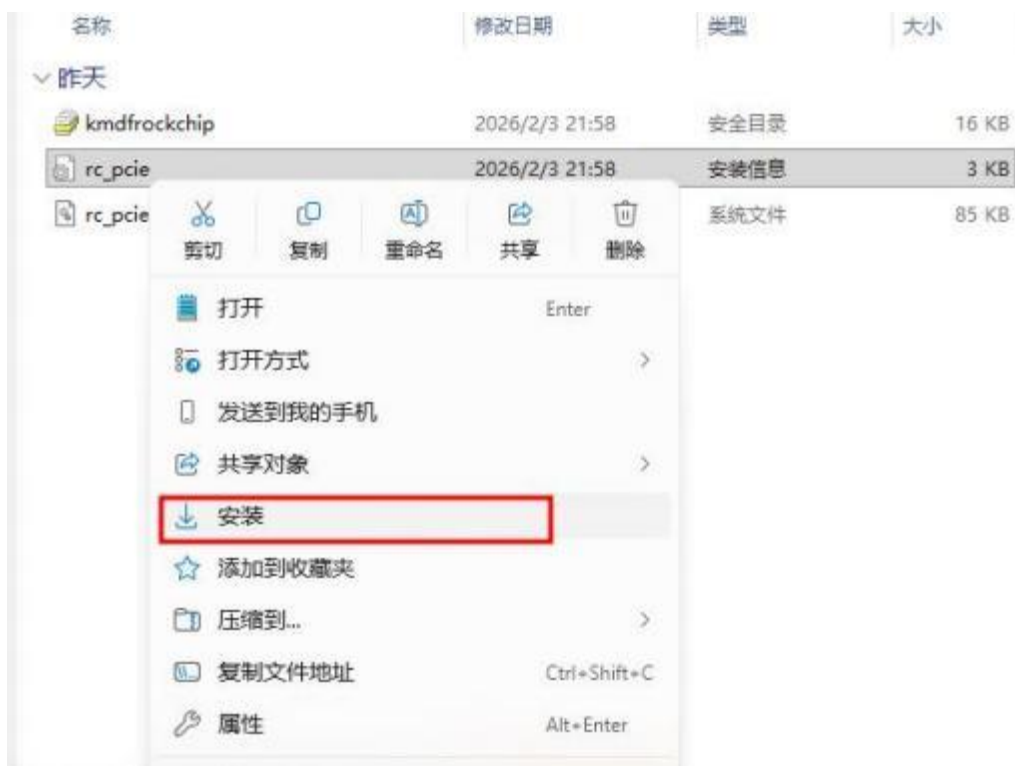 名称 修改日期 类型 大小
昨天
kmdfrockchip 2026/2/3 21:58 安全目录 16 KB
rc_pcie 2026/2/3 21:58 安装信息 3 KB
rc_pcie 系统文件 85 KB
剪切 复制 重命名 共享 删除
打开 Enter
打开方式
发送到我的手机
共享对象
安装
添加到收藏夹
压缩到...
复制文件地址 Ctrl+Shift+C
属性 Alt+Enter